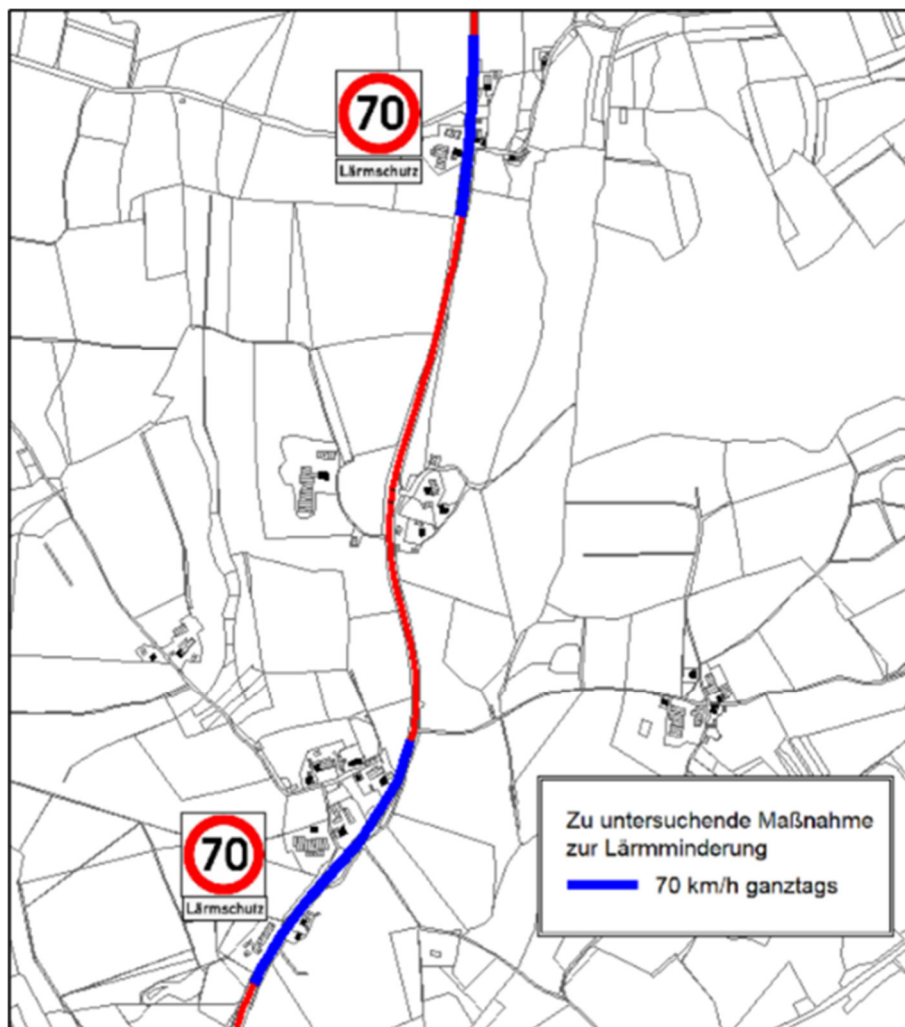 70
Lärmschutz
70
Lärmschutz
Zu untersuchende Maßnahme
zur Lärmminderung
70 km/h ganztags